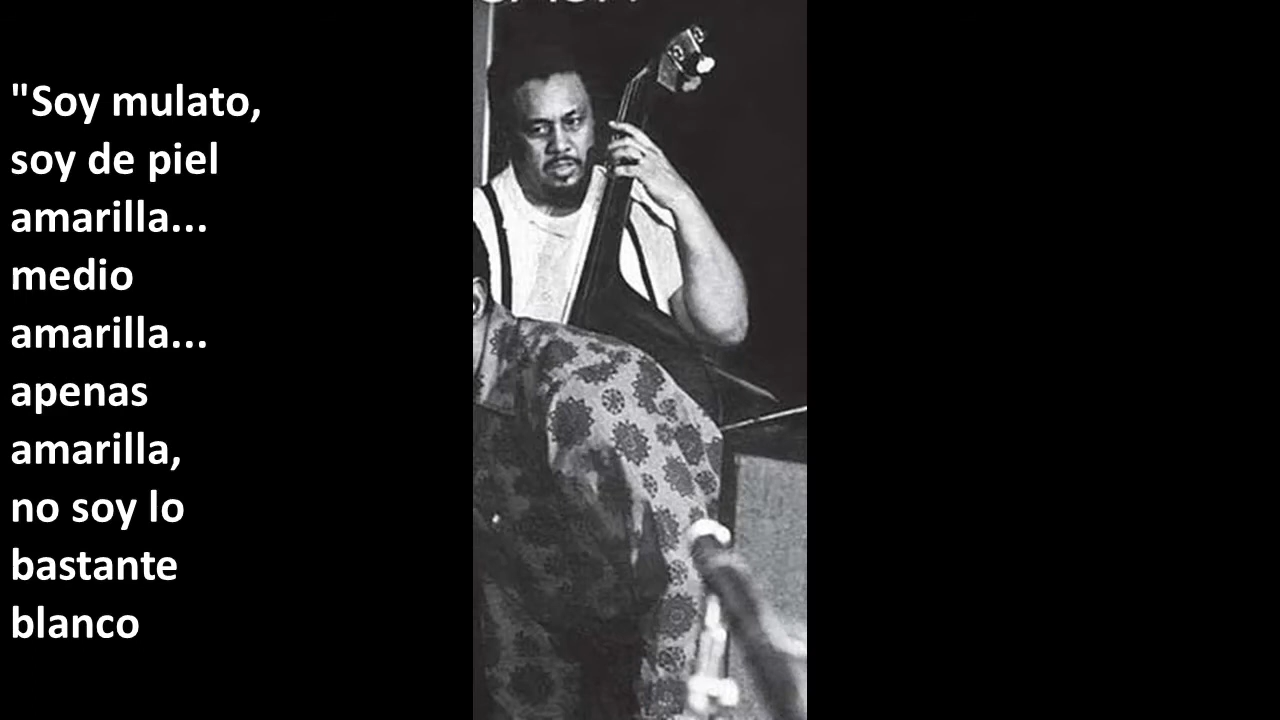 "Soy mulato,
soy de piel
amarilla...
medio
amarilla...
apenas
amarilla,
no soy lo
bastante
blanco